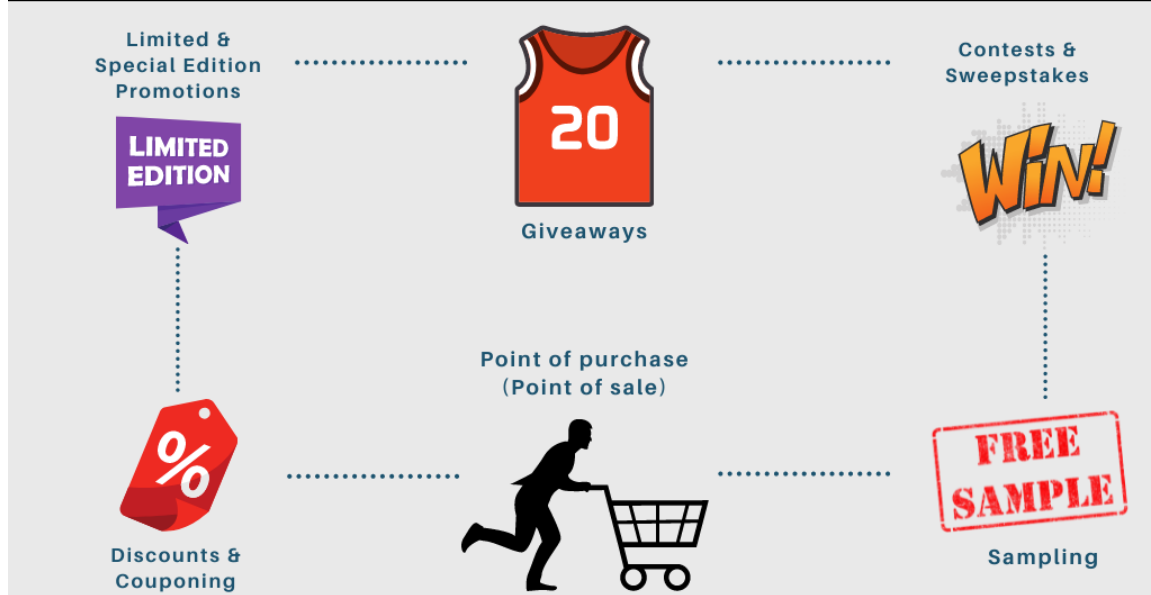 Limited &
Special Edition
Promotions
LIMITED
EDITION
20
Giveaways
Contests &
Sweepstakes
WIN!
%
Discounts &
Couponing
Point of purchase
(Point of sale)
FREE
SAMPLE
Sampling